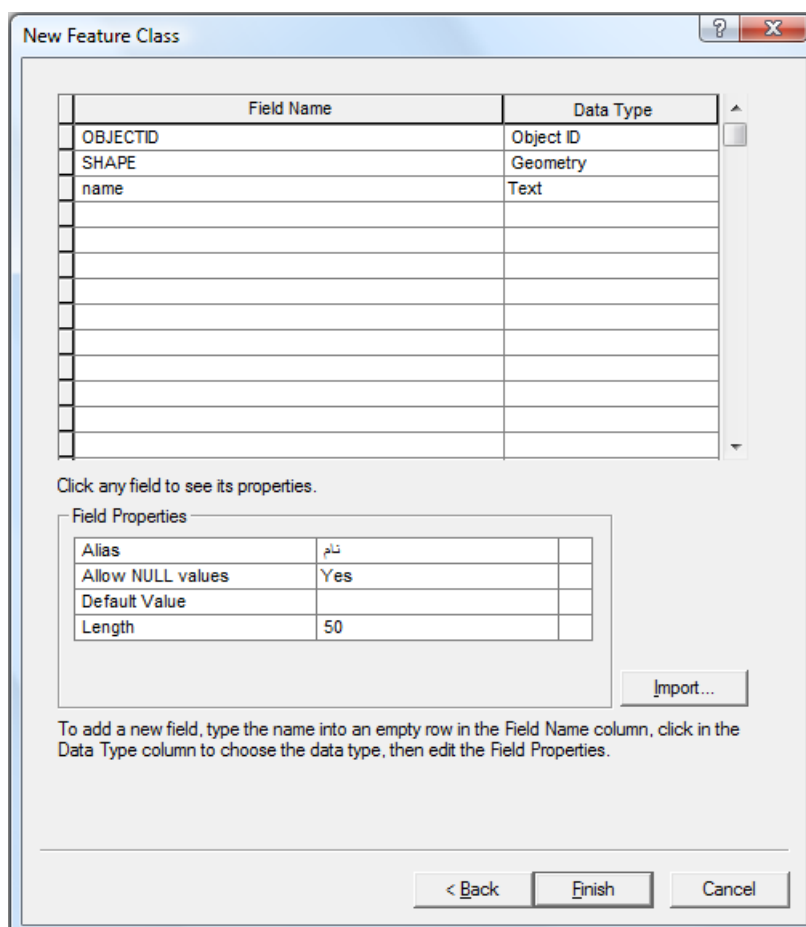 New Feature Class
Field Name Data Type
OBJECTID Object ID
SHAPE Geometry
name Text
Click any field to see its properties.
Field Properties
Alias نام
Allow NULL values Yes
Default Value
Length 50
Import...
To add a new field, type the name into an empty row in the Field Name column, click in the
Data Type column to choose the data type, then edit the Field Properties.
< Back Finish Cancel